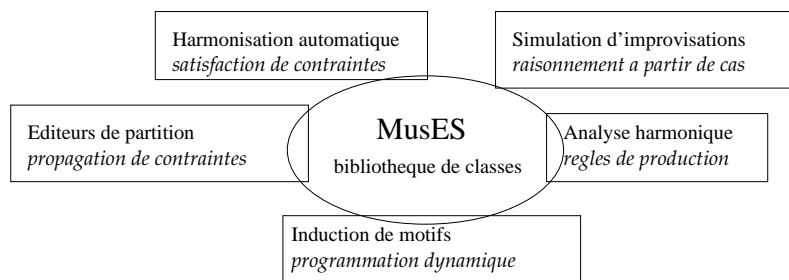 Harmonisation automatique
satisfaction de contraintes
Simulation d'improvisations
raisonnement a partir de cas
Editeurs de partition
propagation de contraintes
MusES
bibliotheque de classes
Analyse harmonique
regles de production
Induction de motifs
programmation dynamique